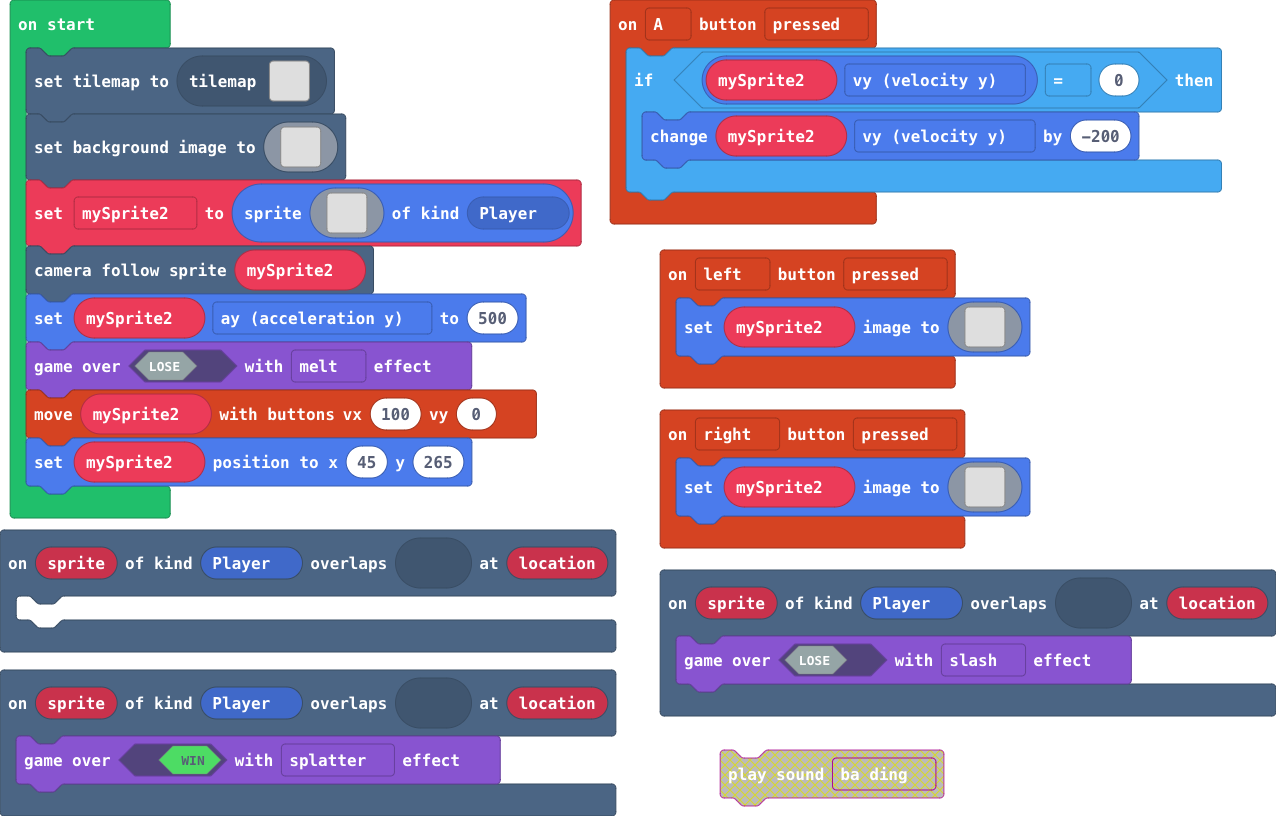 on start
set tilemap to tilemap
set background image to
set mySprite2 to sprite of kind Player
camera follow sprite mySprite2
set mySprite2 ay (acceleration y) to 500
game over LOSE with melt effect
move mySprite2 with buttons vx 100 vy 0
set mySprite2 position to x 45 y 265
on sprite of kind Player overlaps at location
on sprite of kind Player overlaps at location
game over WIN with splatter effect
on A button pressed
if mySprite2 vy (velocity y) = 0 then
change mySprite2 vy (velocity y) by −200
on left button pressed
set mySprite2 image to
on right button pressed
set mySprite2 image to
on sprite of kind Player overlaps at location
game over LOSE with slash effect
play sound ba ding